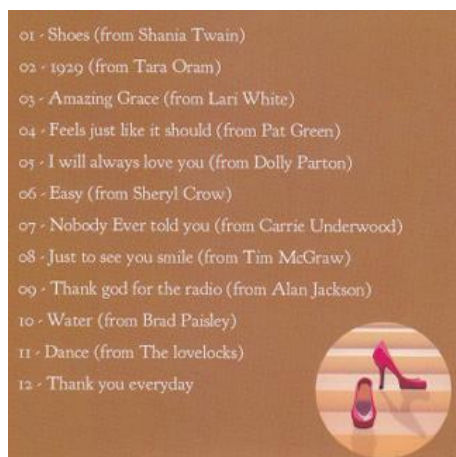 01 - Shoes (from Shania Twain)
02 - 1929 (from Tara Oram)
03 - Amazing Grace (from Lari White)
04 - Feels just like it should (from Pat Green)
05 - I will always love you (from Dolly Parton)
06 - Easy (from Sheryl Crow)
07 - Nobody Ever told you (from Carrie Underwood)
08 - Just to see you smile (from Tim McGraw)
09 - Thank god for the radio (from Alan Jackson)
10 - Water (from Brad Paisley)
11 - Dance (from The lovelocks)
12 - Thank you everyday